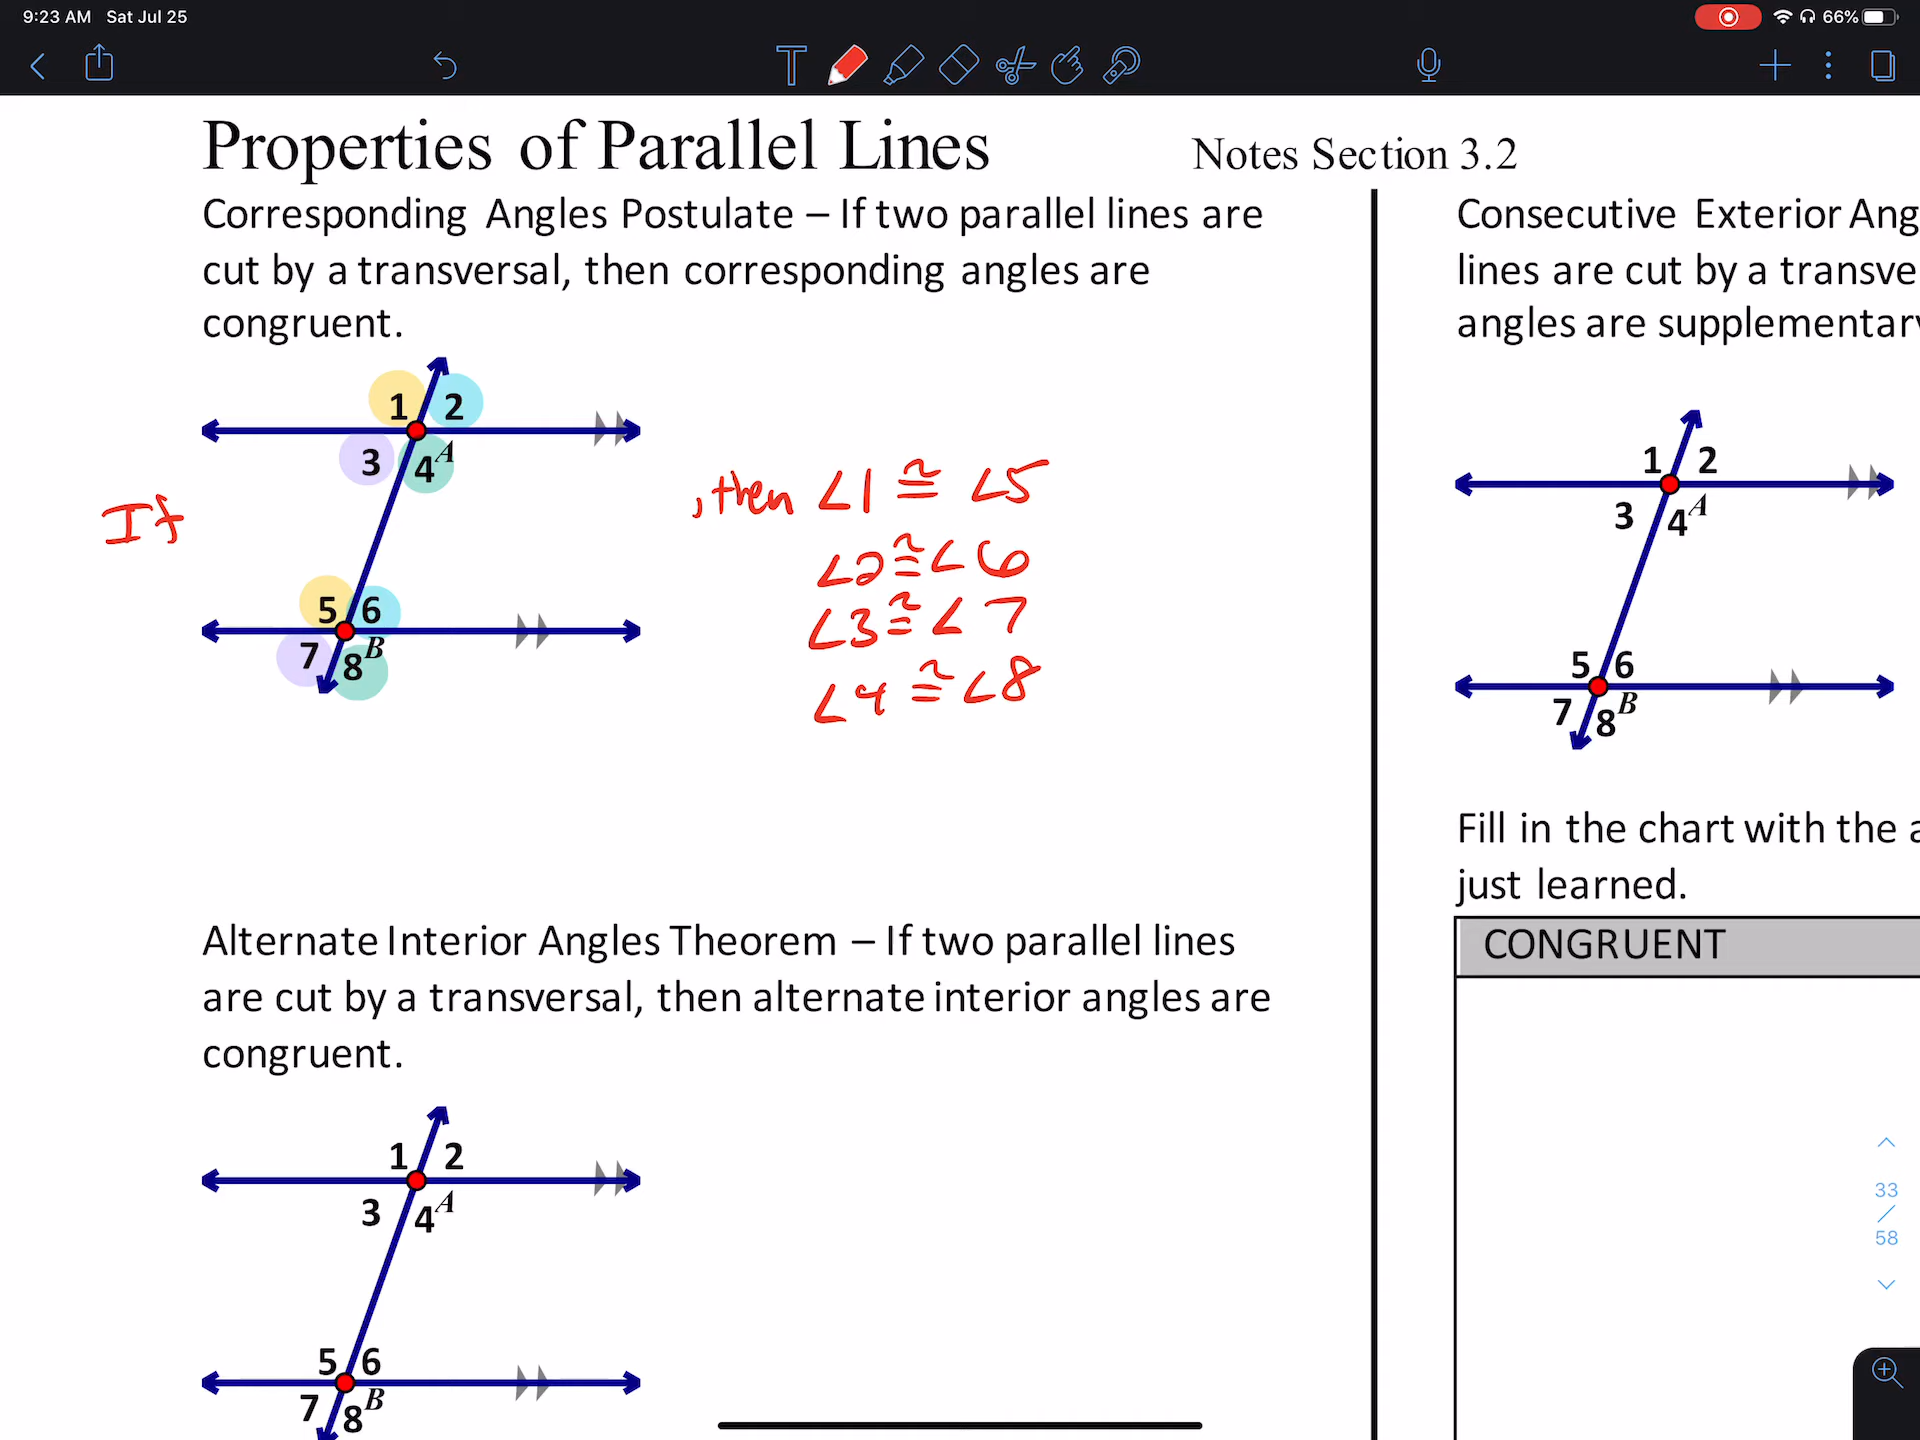 9:23 AM Sat Jul 25
66%
Properties of Parallel Lines
Notes Section 3.2
Corresponding Angles Postulate – If two parallel lines are
cut by a transversal, then corresponding angles are
congruent.
1 2
3 4 A
5 6
7 8 B
If
, then ∠1 ≅ ∠5
∠2 ≅ ∠6
∠3 ≅ ∠7
∠4 ≅ ∠8
Alternate Interior Angles Theorem – If two parallel lines
are cut by a transversal, then alternate interior angles are
congruent.
1 2
3 4 A
5 6
7 8 B
Consecutive Exterior Ang
lines are cut by a transve
angles are supplementary
1 2
3 4 A
5 6
7 8 B
Fill in the chart with the a
just learned.
CONGRUENT
33
/
58